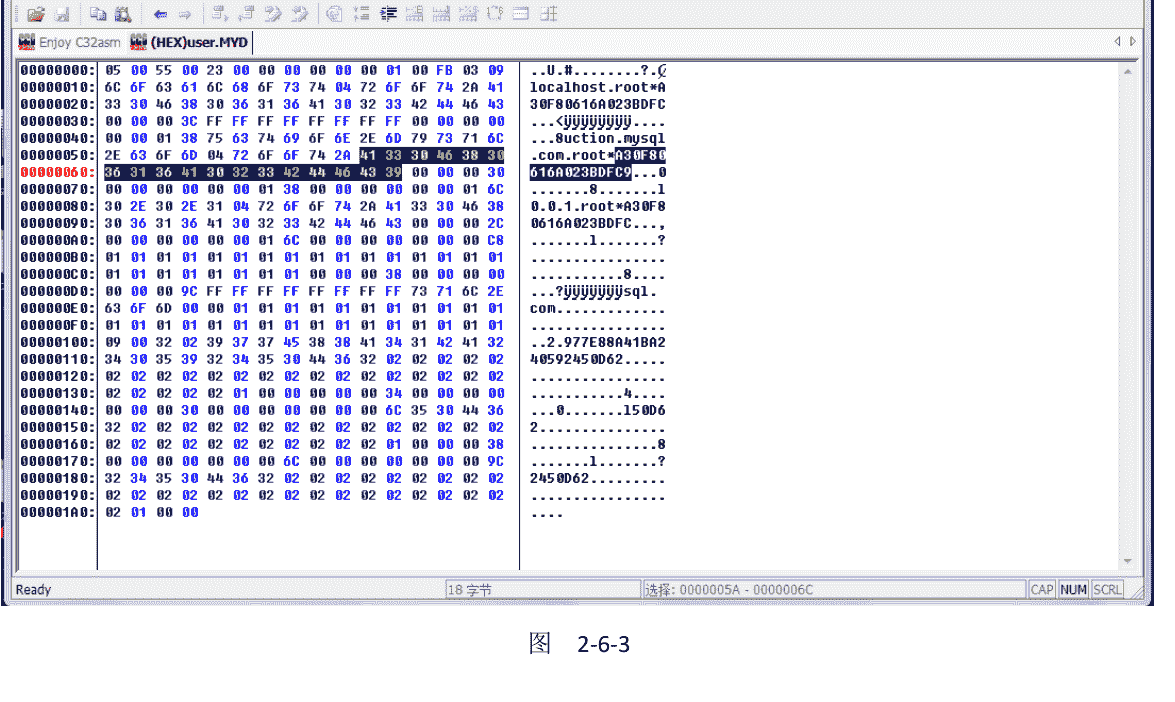 Enjoy C32asm (HEX)user.MYD
00000000: 05 00 55 00 23 00 00 00 00 00 00 01 00 FB 03 09 ..U.#........?.
00000010: 6C 6F 63 61 6C 68 6F 73 74 04 72 6F 6F 74 2A 41 localhost.root*A
00000020: 33 30 46 38 30 36 31 36 41 30 32 33 42 44 46 43 30F80616A023BDFC
00000030: 00 00 00 3C FF FF FF FF FF FF FF FF 00 00 00 00 ...<ÿÿÿÿÿÿÿÿ....
00000040: 00 00 01 38 75 63 74 69 6F 6E 2E 6D 79 73 71 6C ...8uction.mysql
00000050: 2E 63 6F 6D 04 72 6F 6F 74 2A 41 33 30 46 38 30 .com.root*A30F80
00000060: 36 31 36 41 30 32 33 42 44 46 43 39 00 00 00 30 616A023BDFC9...0
00000070: 00 00 00 00 00 00 01 38 00 00 00 00 00 00 01 6C .......8.......l
00000080: 30 2E 30 2E 31 04 72 6F 6F 74 2A 41 33 30 46 38 0.0.1.root*A30F8
00000090: 30 36 31 36 41 30 32 33 42 44 46 43 00 00 00 2C 0616A023BDFC...,
000000A0: 00 00 00 00 00 00 01 6C 00 00 00 00 00 00 00 C8 .......l.......?
000000B0: 01 01 01 01 01 01 01 01 01 01 01 01 01 01 01 01 ................
000000C0: 01 01 01 01 01 01 01 01 00 00 00 38 00 00 00 00 ...........8....
000000D0: 00 00 00 9C FF FF FF FF FF FF FF FF 73 71 6C 2E ...?ÿÿÿÿÿÿÿÿsql.
000000E0: 63 6F 6D 00 00 01 01 01 01 01 01 01 01 01 01 01 com.............
000000F0: 01 01 01 01 01 01 01 01 01 01 01 01 01 01 01 01 ................
00000100: 09 00 32 02 39 37 37 45 38 38 41 34 31 42 41 32 ..2.977E88A41BA2
00000110: 34 30 35 39 32 34 35 30 44 36 32 02 02 02 02 02 40592450D62.....
00000120: 02 02 02 02 02 02 02 02 02 02 02 02 02 02 02 02 ................
00000130: 02 02 02 02 02 01 00 00 00 00 00 34 00 00 00 00 ...........4....
00000140: 00 00 00 30 00 00 00 00 00 00 00 6C 35 30 44 36 ...0.......l50D6
00000150: 32 02 02 02 02 02 02 02 02 02 02 02 02 02 02 02 2...............
00000160: 02 02 02 02 02 02 02 02 02 02 02 01 00 00 00 38 ...............8
00000170: 00 00 00 00 00 00 00 6C 00 00 00 00 00 00 00 9C .......l.......?
00000180: 32 34 35 30 44 36 32 02 02 02 02 02 02 02 02 02 2450D62.........
00000190: 02 02 02 02 02 02 02 02 02 02 02 02 02 02 02 02 ................
000001A0: 02 01 00 00 ....
Ready 18 字节 选择: 0000005A - 0000006C CAP NUM SCRL
图 2-6-3